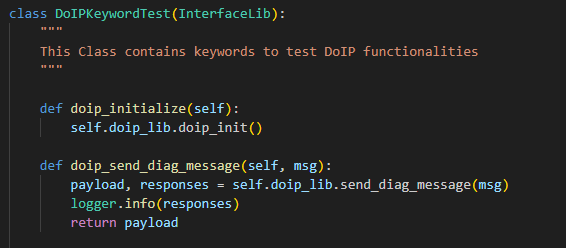 class DoIPKeywordTest(InterfaceLib):
    """
    This Class contains keywords to test DoIP functionalities
    """

    def doip_initialize(self):
        self.doip_lib.doip_init()

    def doip_send_diag_message(self, msg):
        payload, responses = self.doip_lib.send_diag_message(msg)
        logger.info(responses)
        return payload